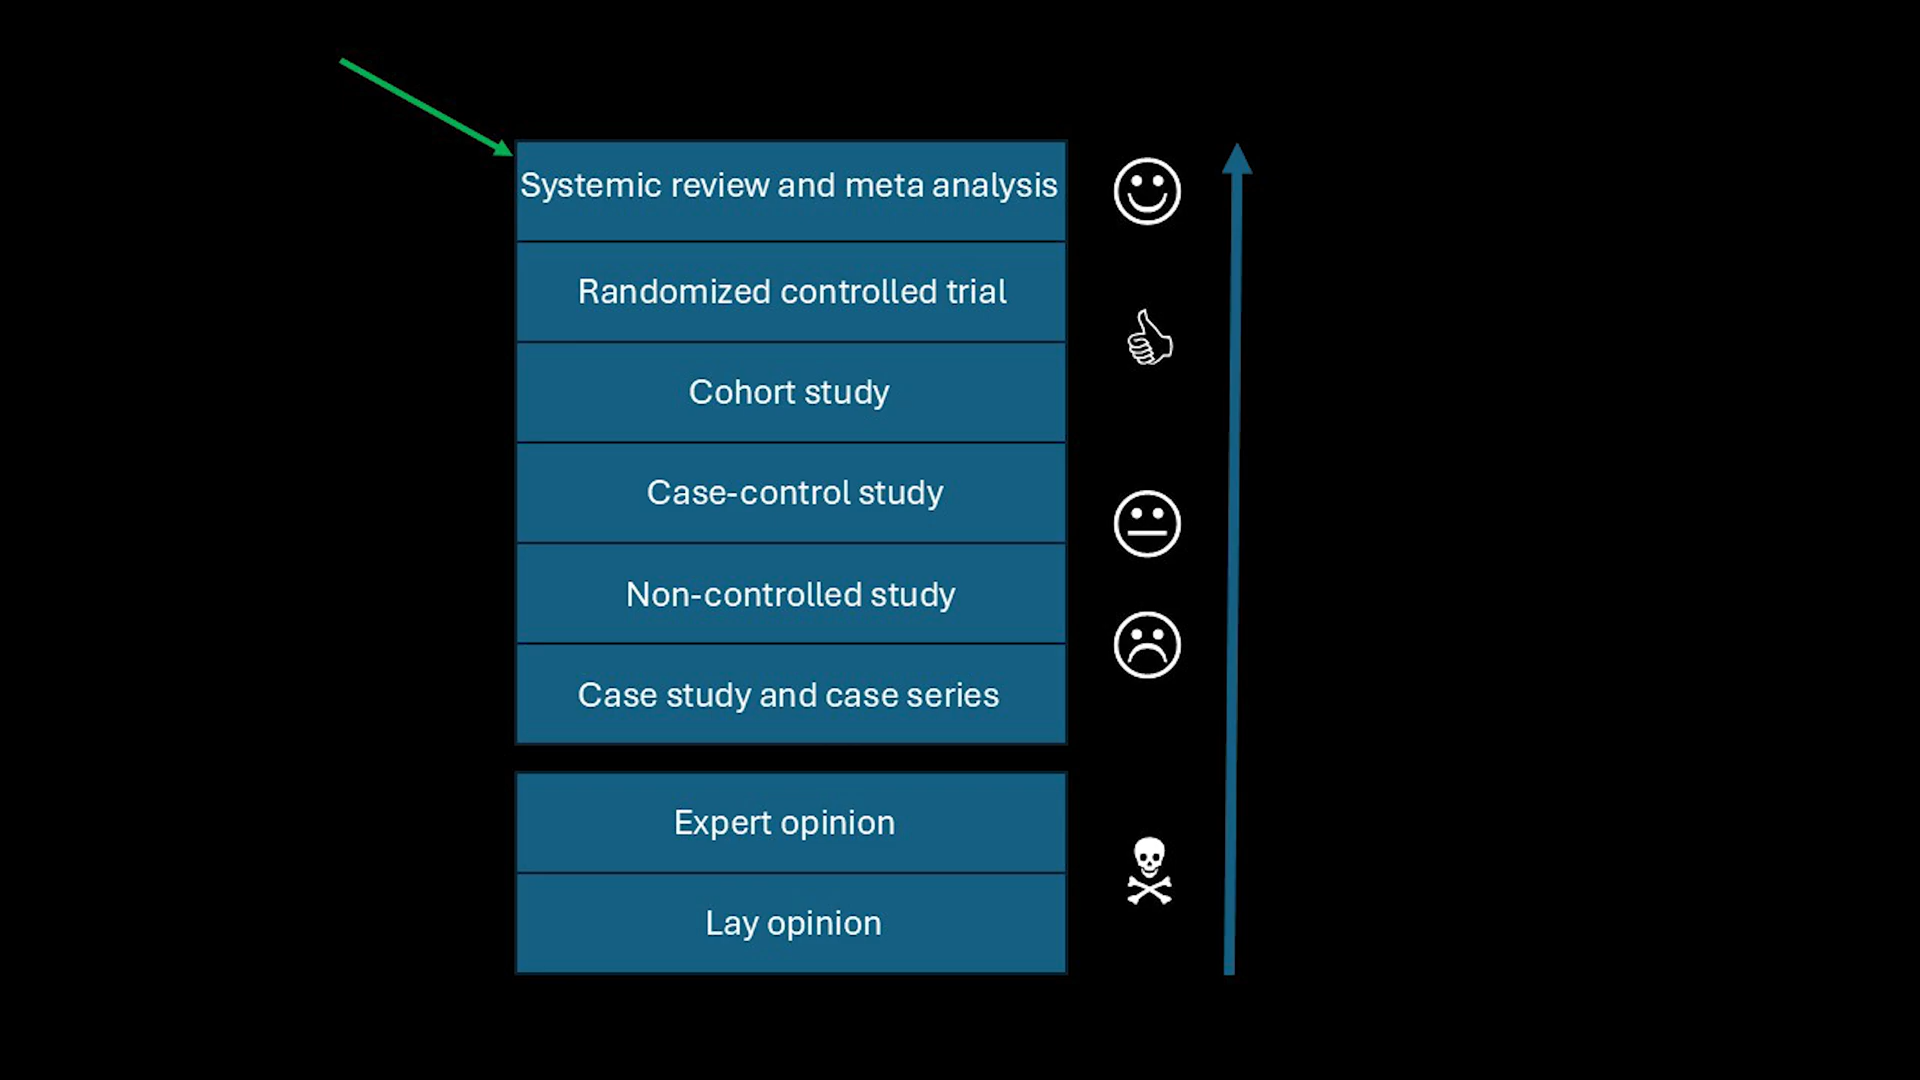 Systemic review and meta analysis
Randomized controlled trial
Cohort study
Case-control study
Non-controlled study
Case study and case series
Expert opinion
Lay opinion